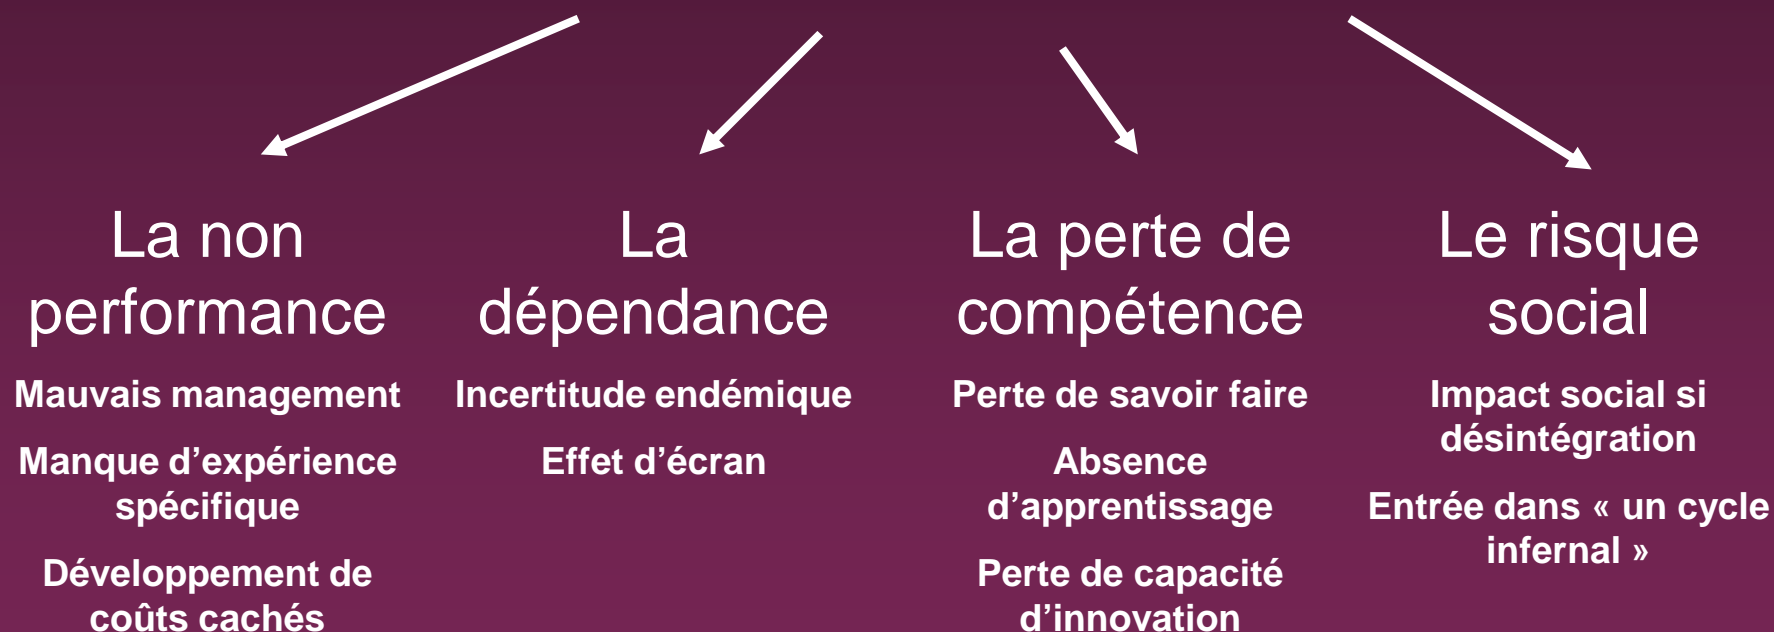 La non
performance
Mauvais management
Manque d’expérience
spécifique
Développement de
coûts cachés
La
dépendance
Incertitude endémique
Effet d’écran
La perte de
compétence
Perte de savoir faire
Absence
d’apprentissage
Perte de capacité
d’innovation
Le risque
social
Impact social si
désintégration
Entrée dans « un cycle
infernal »